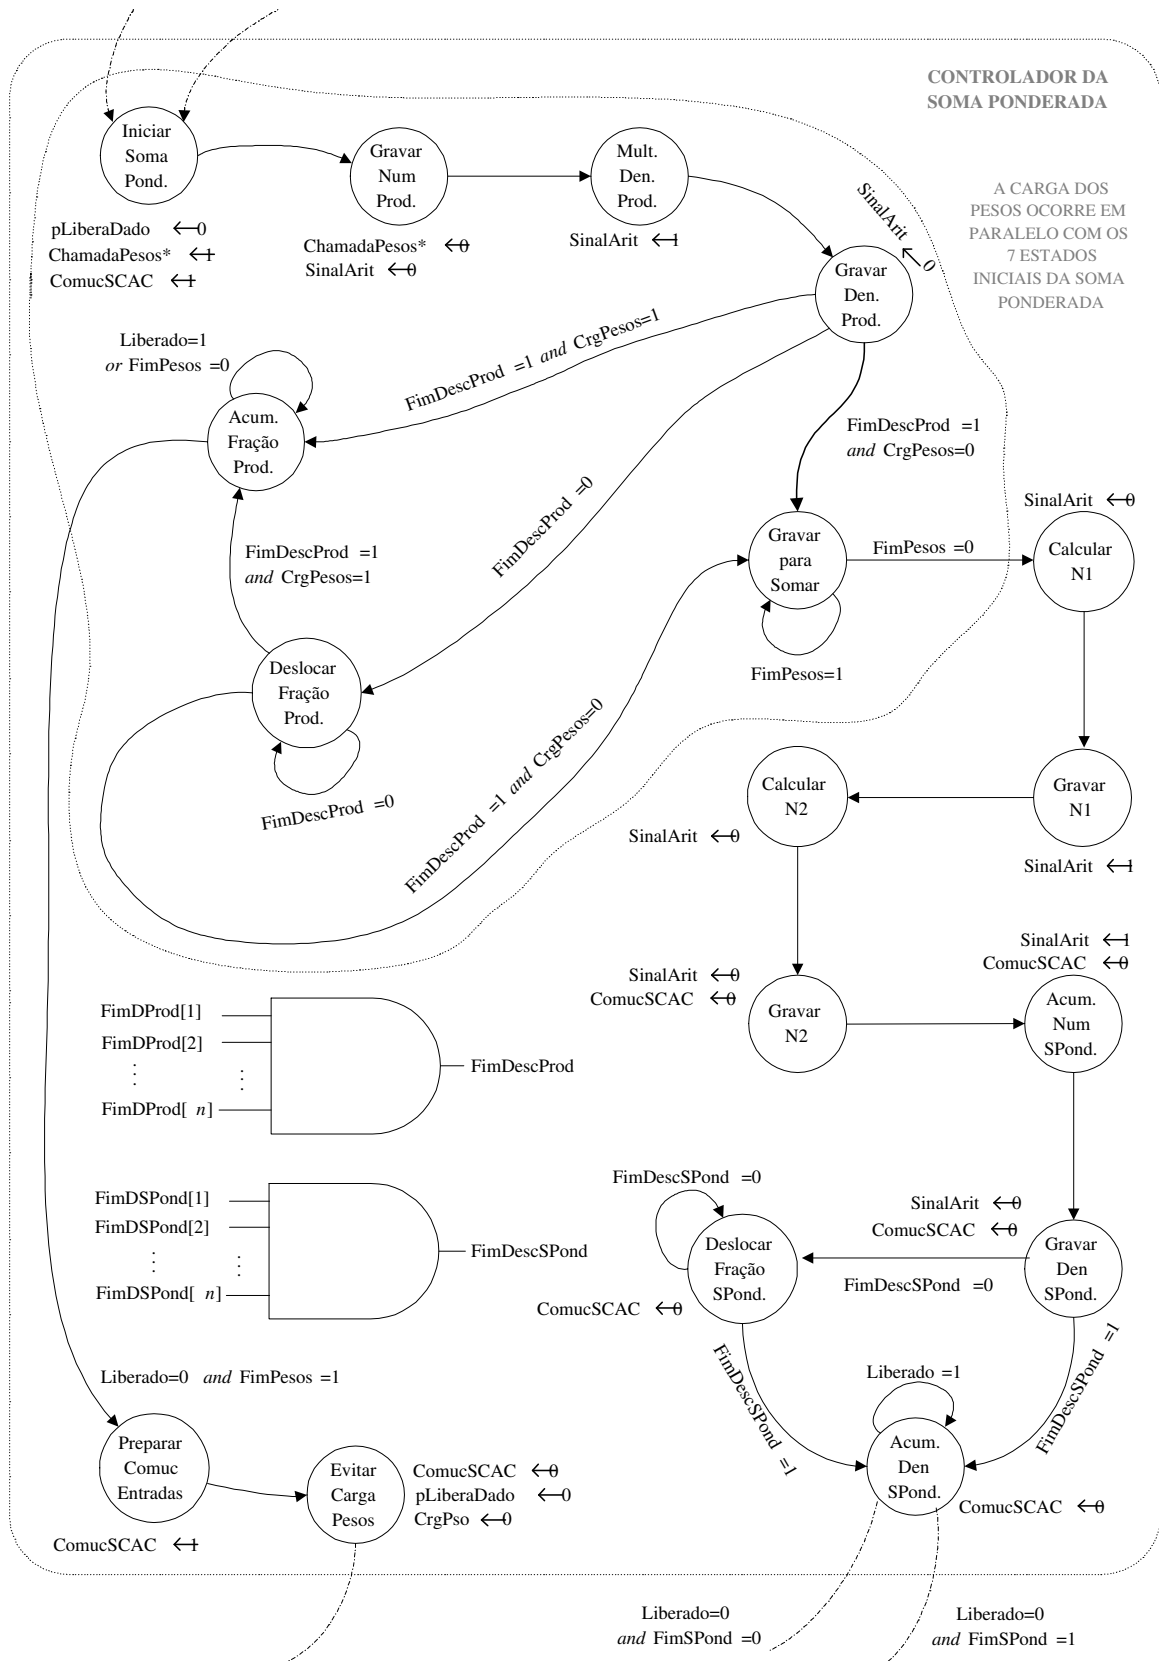 CONTROLADOR DA
SOMA PONDERADA
A CARGA DOS
PESOS OCORRE EM
PARALELO COM OS
7 ESTADOS
INICIAIS DA SOMA
PONDERADA
Iniciar
Soma
Pond.
pLiberaDado ←0
ChamadaPesos* ←1
ComucSCAC ←1
Gravar
Num
Prod.
ChamadaPesos* ←0
SinalArit ←0
Mult.
Den.
Prod.
SinalArit ←1
SinalArit ←0
Gravar
Den.
Prod.
Liberado=1
or FimPesos =0
Acum.
Fração
Prod.
FimDescProd =1 and CrgPesos=1
FimDescProd =0
FimDescProd =1
and CrgPesos=0
FimDescProd =1
and CrgPesos=1
Gravar
para
Somar
FimPesos =0
FimPesos=1
SinalArit ←0
Calcular
N1
Deslocar
Fração
Prod.
FimDescProd =0
FimDescProd =1 and CrgPesos=0
Calcular
N2
SinalArit ←0
Gravar
N1
SinalArit ←1
SinalArit ←0
ComucSCAC ←0
Gravar
N2
SinalArit ←1
ComucSCAC ←0
Acum.
Num
SPond.
FimDProd[1]
FimDProd[2]
FimDProd[ n]
FimDescProd
FimDSPond[1]
FimDSPond[2]
FimDSPond[ n]
FimDescSPond
FimDescSPond =0
Deslocar
Fração
SPond.
ComucSCAC ←0
SinalArit ←0
ComucSCAC ←0
Gravar
Den
SPond.
FimDescSPond =0
FimDescSPond =1
FimDescSPond =1
Liberado =1
Acum.
Den
SPond.
ComucSCAC ←0
Liberado=0 and FimPesos =1
Preparar
Comuc
Entradas
ComucSCAC ←1
Evitar
Carga
Pesos
ComucSCAC ←0
pLiberaDado ←0
CrgPso ←0
Liberado=0
and FimSPond =0
Liberado=0
and FimSPond =1